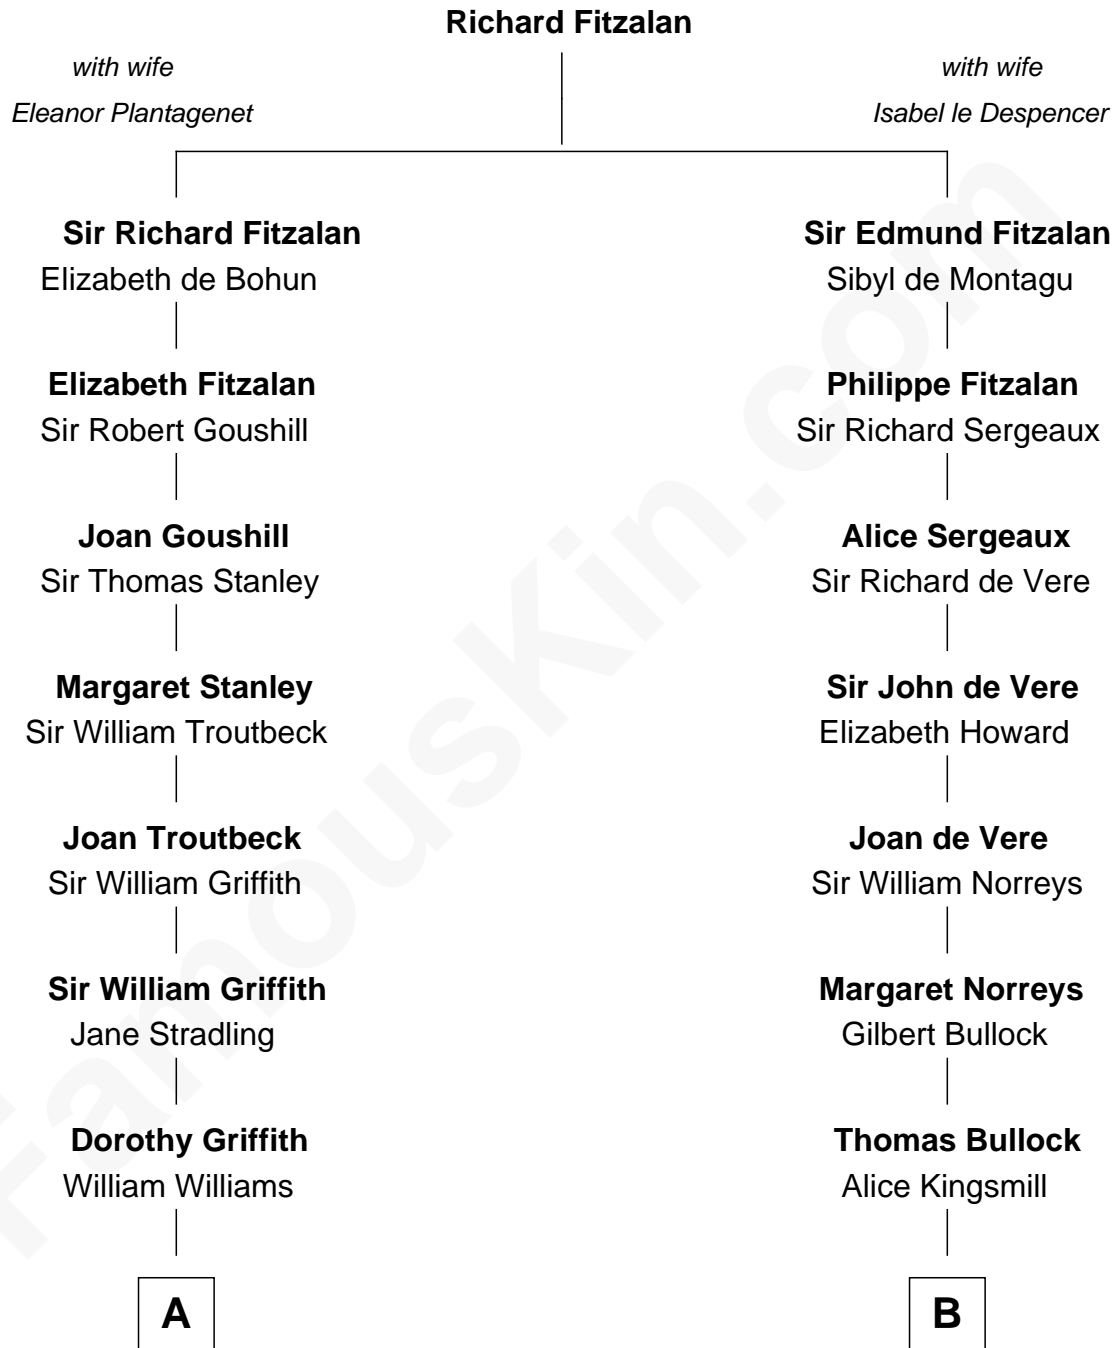 Richard Fitzalan
with wife
Eleanor Plantagenet
with wife
Isabel le Despencer
Sir Richard Fitzalan
Elizabeth de Bohun
Sir Edmund Fitzalan
Sibyl de Montagu
Elizabeth Fitzalan
Sir Robert Goushill
Philippe Fitzalan
Sir Richard Sergeaux
Joan Goushill
Sir Thomas Stanley
Alice Sergeaux
Sir Richard de Vere
Margaret Stanley
Sir William Troutbeck
Sir John de Vere
Elizabeth Howard
Joan Troutbeck
Sir William Griffith
Joan de Vere
Sir William Norreys
Sir William Griffith
Jane Stradling
Margaret Norreys
Gilbert Bullock
Dorothy Griffith
William Williams
Thomas Bullock
Alice Kingsmill
A
B
FamousKin.com